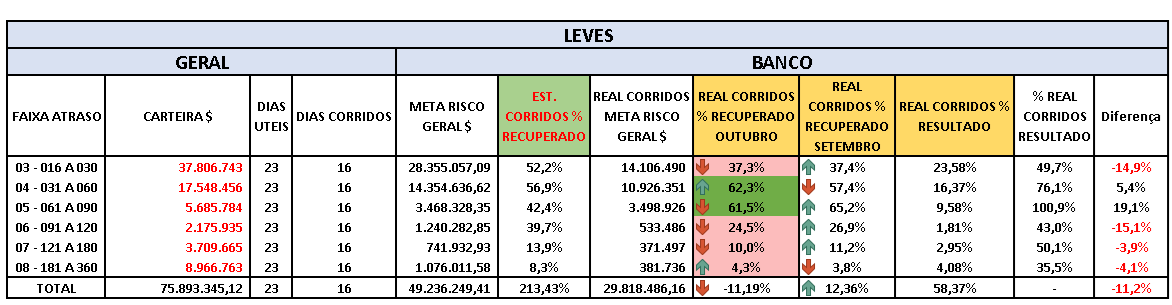 LEVES
GERAL BANCO
FAIXA ATRASO CARTEIRA $ DIAS UTEIS DIAS CORRIDOS META RISCO GERAL $ EST. CORRIDOS % RECUPERADO REAL CORRIDOS META RISCO GERAL $ REAL CORRIDOS % RECUPERADO OUTUBRO REAL CORRIDOS % RECUPERADO SETEMBRO REAL CORRIDOS % RESULTADO % REAL CORRIDOS RESULTADO Diferença
03 - 016 A 030 37.806.743 23 16 28.355.057,09 52,2% 14.106.490 37,3% 37,4% 23,58% 49,7% -14,9%
04 - 031 A 060 17.548.456 23 16 14.354.636,62 56,9% 10.926.351 62,3% 57,4% 16,37% 76,1% 5,4%
05 - 061 A 090 5.685.784 23 16 3.468.328,35 42,4% 3.498.926 61,5% 65,2% 9,58% 100,9% 19,1%
06 - 091 A 120 2.175.935 23 16 1.240.282,85 39,7% 533.486 24,5% 26,9% 1,81% 43,0% -15,1%
07 - 121 A 180 3.709.665 23 16 741.932,93 13,9% 371.497 10,0% 11,2% 2,95% 50,1% -3,9%
08 - 181 A 360 8.966.763 23 16 1.076.011,58 8,3% 381.736 4,3% 3,8% 4,08% 35,5% -4,1%
TOTAL 75.893.345,12 23 16 49.236.249,41 213,43% 29.818.486,16 -11,19% 12,36% 58,37% - -11,2%